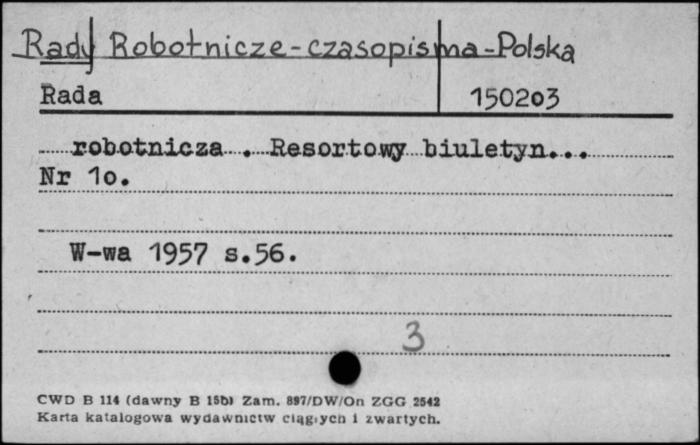 Rady Robotnicze-czasopisma-Polska
Rada 150203
robotnicza . Resortowy biuletyn...
Nr 1o.
W-wa 1957 s.56.
3
CWD B 114 (dawny B 15b) Zam. 897/DW/On ZGG 2542
Karta katalogowa wydawnictw ciągłych i zwartych.